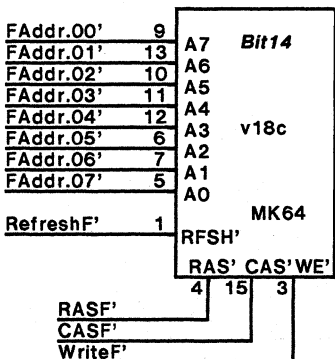 FAddr.00' 9 A7 Bit14
FAddr.01' 13 A6
FAddr.02' 10 A5
FAddr.03' 11 A4
FAddr.04' 12 A3 v18c
FAddr.05' 6 A2
FAddr.06' 7 A1
FAddr.07' 5 A0
MK64
RefreshF' 1 RFSH'
RAS' CAS' WE'
4 15 3
RASF'
CASF'
WriteF'